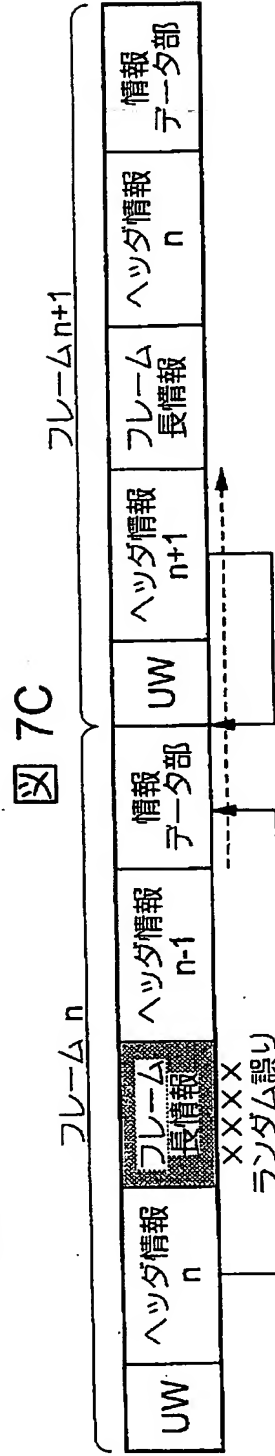 図 7C
フレーム n
フレーム n+1
UW
ヘッダ情報
n
フレーム
長情報
ヘッダ情報
n-1
情報
データ部
UW
ヘッダ情報
n+1
フレーム
長情報
ヘッダ情報
n
情報
データ部
××××
ランダム誤り